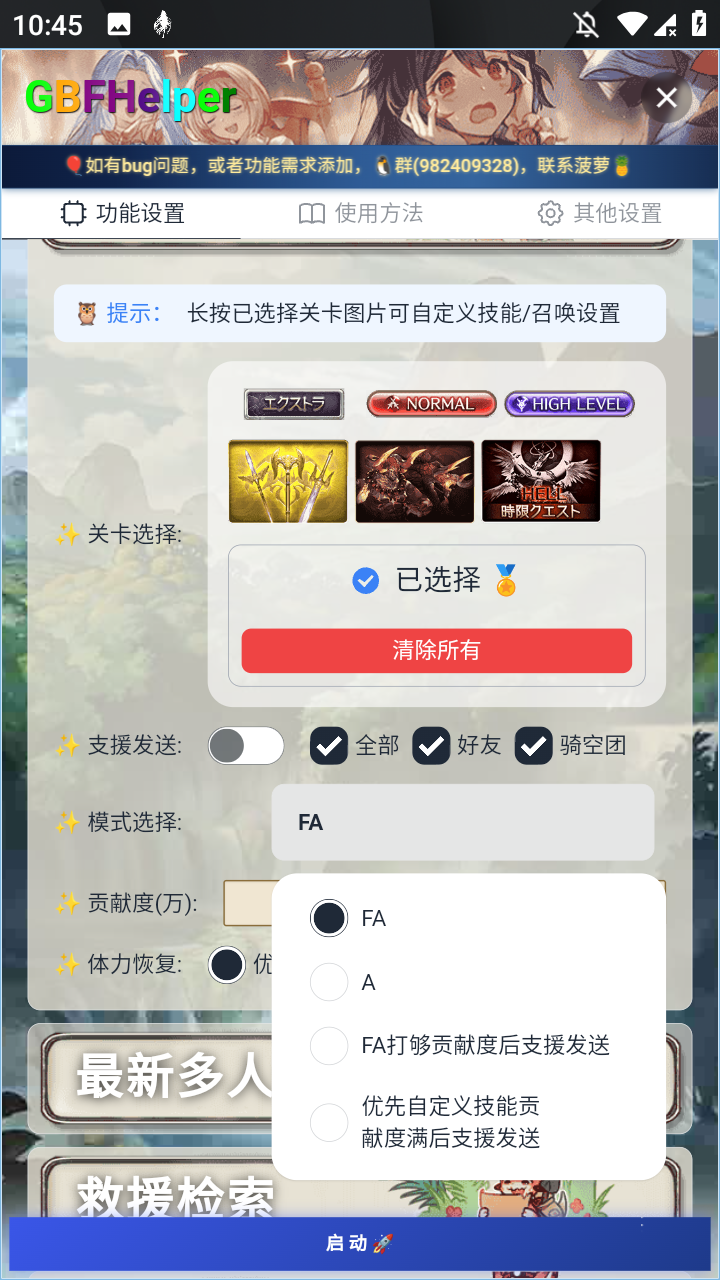 10:45
GBFHelper
🎈如有bug问题，或者功能需求添加，🐧群(982409328)，联系菠萝🍍
功能设置
使用方法
其他设置
🦉 提示： 长按已选择关卡图片可自定义技能/召唤设置
エクストラ
NORMAL
HIGH LEVEL
HELL
時限クエスト
✨ 关卡选择:
已选择 🏅
清除所有
✨ 支援发送:
全部
好友
骑空团
✨ 模式选择:
FA
✨ 贡献度(万):
✨ 体力恢复:
优
FA
A
FA打够贡献度后支援发送
优先自定义技能贡
献度满后支援发送
最新多人
救援检索
启动 🚀